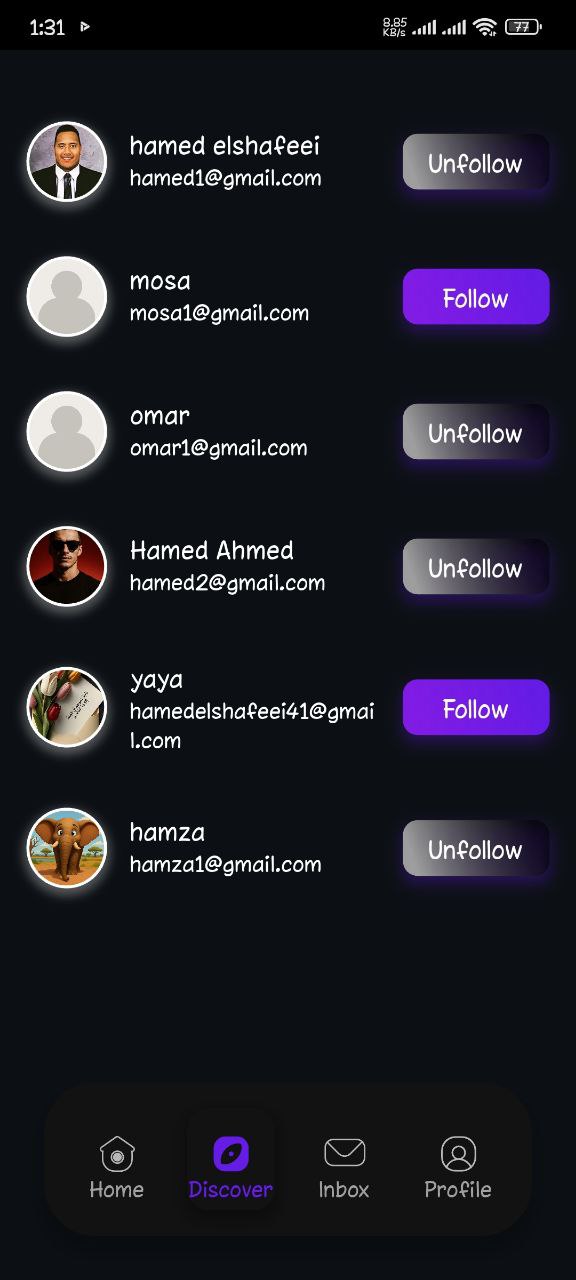 1:31
8.85
KB/s
77
hamed elshafeei
hamed1@gmail.com
Unfollow
mosa
mosa1@gmail.com
Follow
omar
omar1@gmail.com
Unfollow
Hamed Ahmed
hamed2@gmail.com
Unfollow
yaya
hamedelshafeei41@gmai
l.com
Follow
hamza
hamza1@gmail.com
Unfollow
Home
Discover
Inbox
Profile